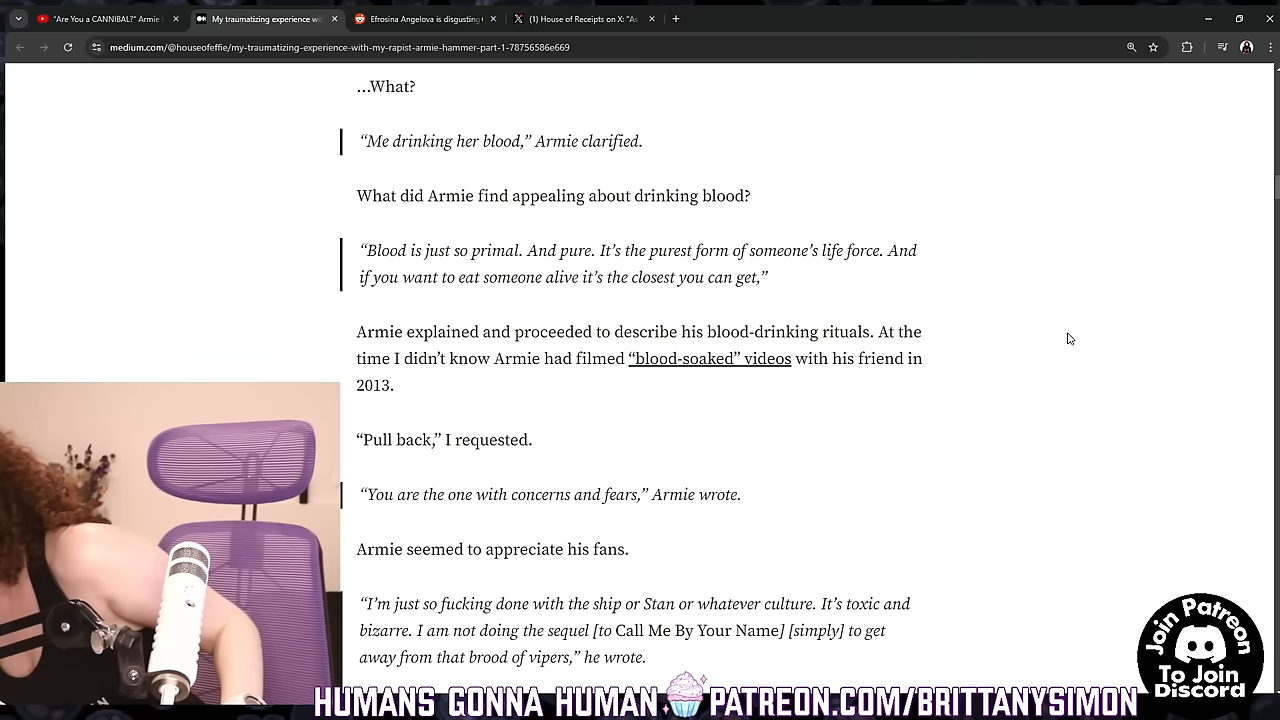 "Are You a CANNIBAL?" Armie
My traumatizing experience wi
Efrosina Angelova is disgusting
(1) House of Receipts on X: "As
medium.com/@houseofeffie/my-traumatizing-experience-with-my-rapist-armie-hammer-part-1-78756586e669
…What?
“Me drinking her blood,” Armie clarified.
What did Armie find appealing about drinking blood?
“Blood is just so primal. And pure. It’s the purest form of someone’s life force. And
if you want to eat someone alive it’s the closest you can get,”
Armie explained and proceeded to describe his blood-drinking rituals. At the
time I didn’t know Armie had filmed “blood-soaked” videos with his friend in
2013.
“Pull back,” I requested.
“You are the one with concerns and fears,” Armie wrote.
Armie seemed to appreciate his fans.
“I’m just so fucking done with the ship or Stan or whatever culture. It’s toxic and
bizarre. I am not doing the sequel [to Call Me By Your Name] [simply] to get
away from that brood of vipers,” he wrote.
Join Patreon
To Join
Discord
HUMANS GONNA HUMAN PATREON.COM/BRITTANYSIMON